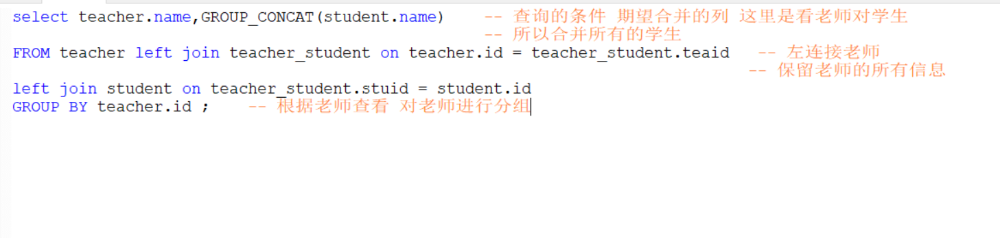 select teacher.name,GROUP_CONCAT(student.name) -- 查询的条件 期望合并的列 这里是看老师对学生
-- 所以合并所有的学生
FROM teacher left join teacher_student on teacher.id = teacher_student.teaid -- 左连接老师
-- 保留老师的所有信息
left join student on teacher_student.stuid = student.id
GROUP BY teacher.id ; -- 根据老师查看 对老师进行分组